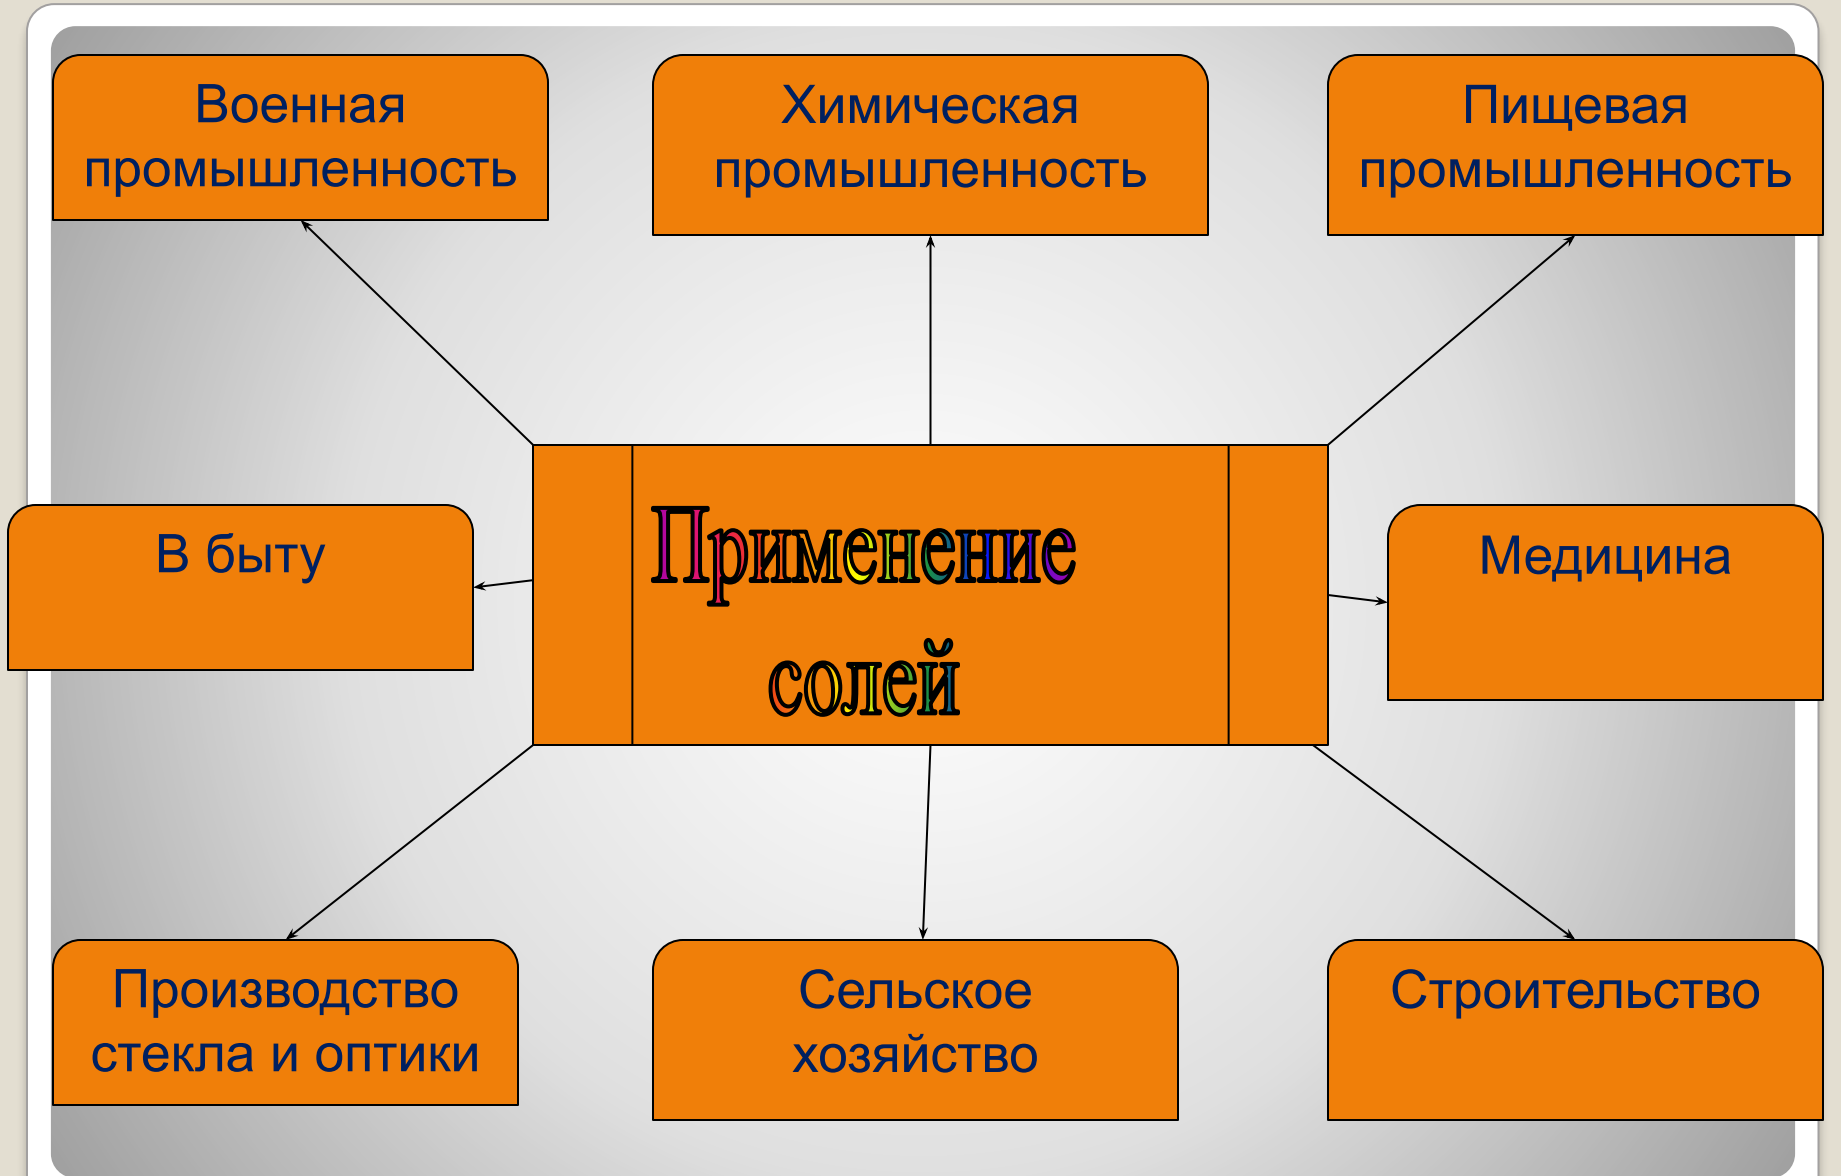 Военная
промышленность
Химическая
промышленность
Пищевая
промышленность
В быту
Применение
солей
Медицина
Производство
стекла и оптики
Сельское
хозяйство
Строительство